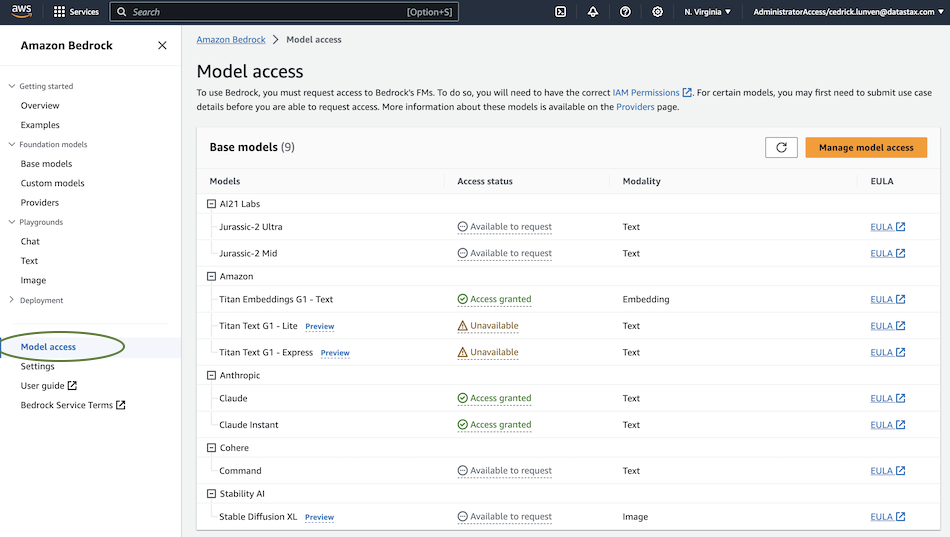 aws Services Search [Option+S] N. Virginia AdministratorAccess/cedrick.lunven@datastax.com
Amazon Bedrock
Getting started
Overview
Examples
Foundation models
Base models
Custom models
Providers
Playgrounds
Chat
Text
Image
Deployment
Model access
Settings
User guide
Bedrock Service Terms
Amazon Bedrock > Model access
Model access
To use Bedrock, you must request access to Bedrock's FMs. To do so, you will need to have the correct IAM Permissions. For certain models, you may first need to submit use case
details before you are able to request access. More information about these models is available on the Providers page.
Base models (9) Manage model access
Models Access status Modality EULA
AI21 Labs
Jurassic-2 Ultra Available to request Text EULA
Jurassic-2 Mid Available to request Text EULA
Amazon
Titan Embeddings G1 - Text Access granted Embedding EULA
Titan Text G1 - Lite Preview Unavailable Text EULA
Titan Text G1 - Express Preview Unavailable Text EULA
Anthropic
Claude Access granted Text EULA
Claude Instant Access granted Text EULA
Cohere
Command Available to request Text EULA
Stability AI
Stable Diffusion XL Preview Available to request Image EULA